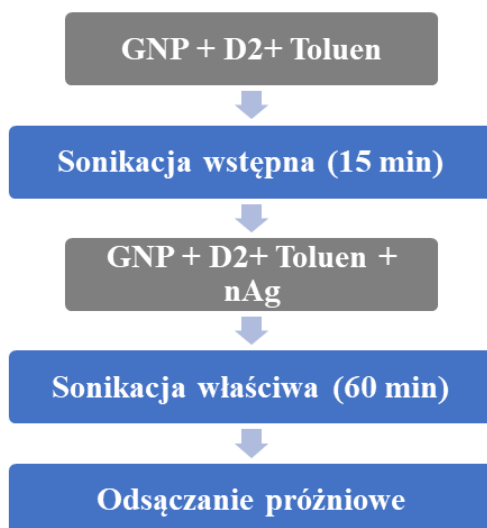 GNP + D2+ Toluen
Sonikacja wstępna (15 min)
GNP + D2+ Toluen +
nAg
Sonikacja właściwa (60 min)
Odsączanie próżniowe